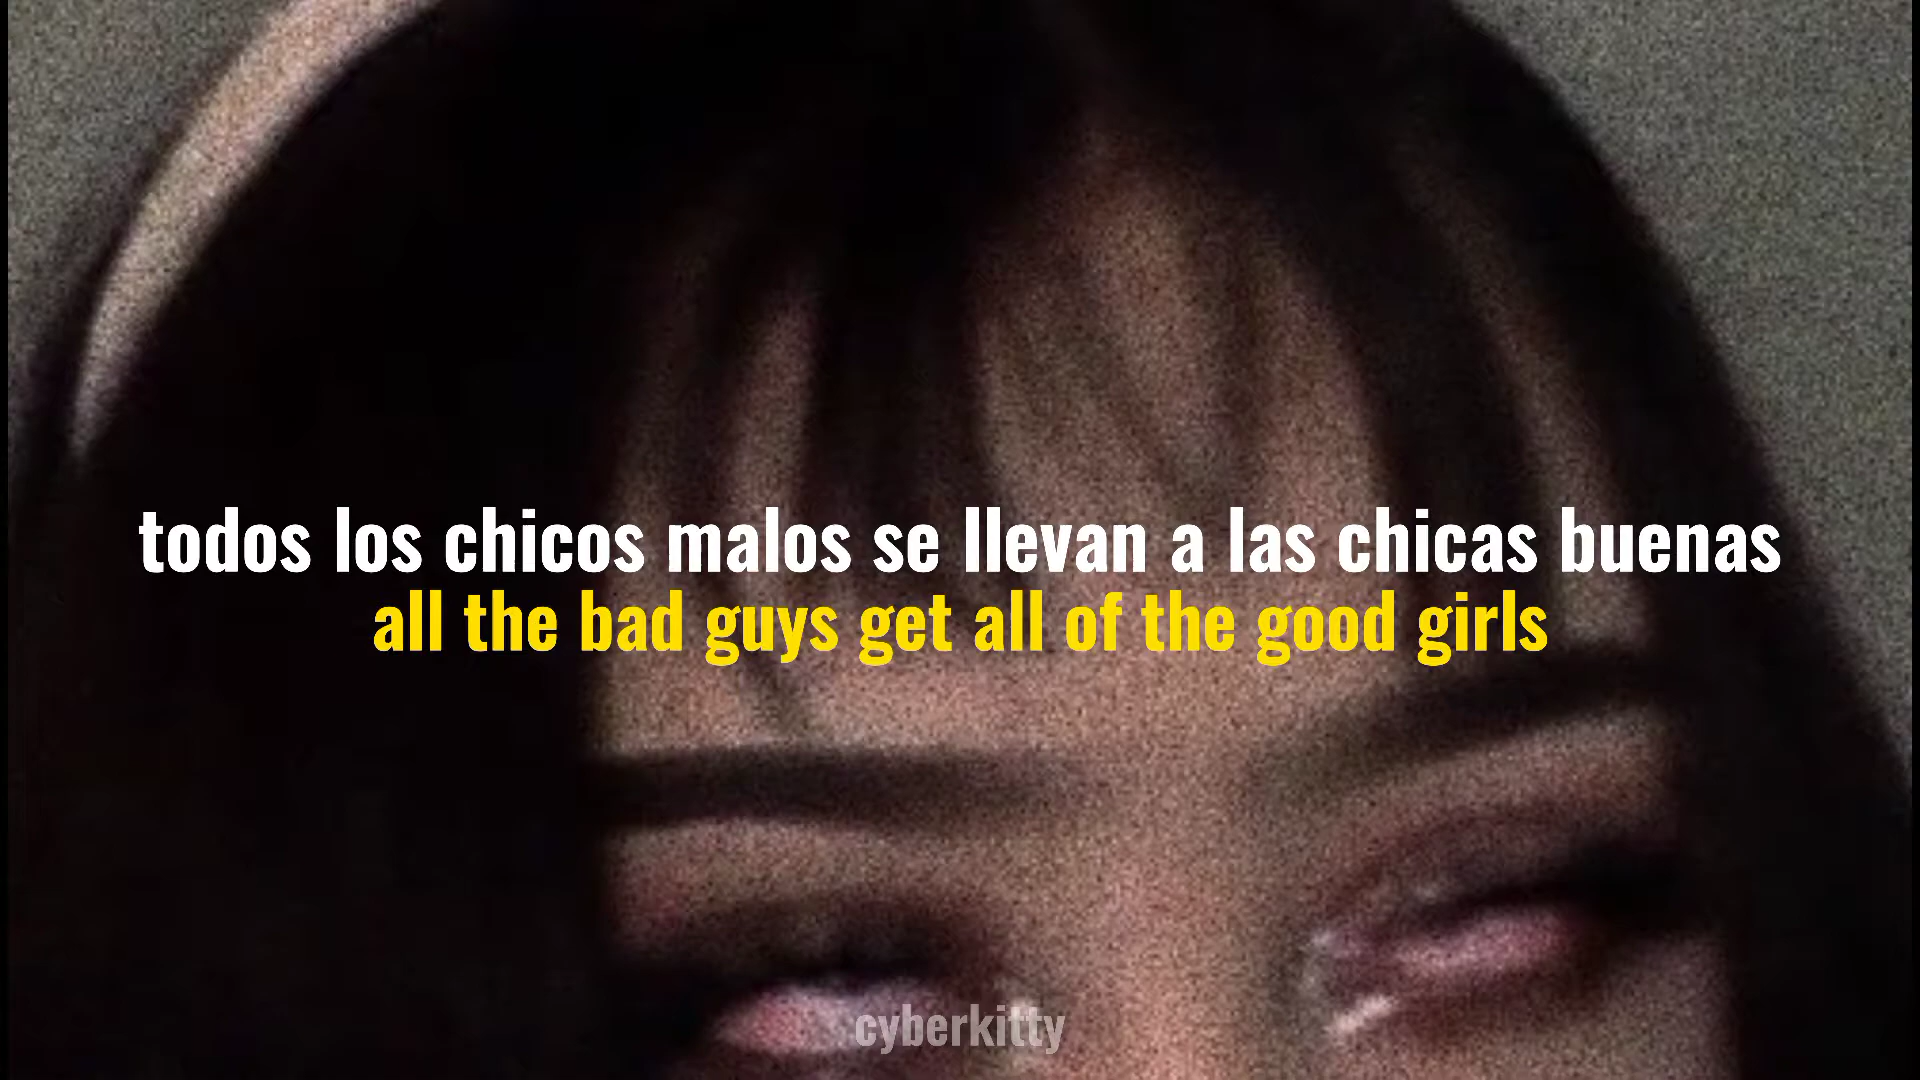 todos los chicos malos se llevan a las chicas buenas
all the bad guys get all of the good girls
cyberkitty